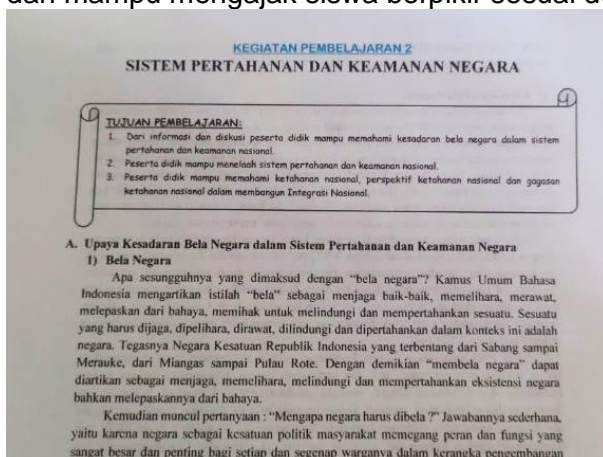 dan mampu mengajak siswa berpikir sesuai
KEGIATAN PEMBELAJARAN 2
SISTEM PERTAHANAN DAN KEAMANAN NEGARA
TUJUAN PEMBELAJARAN:
1. Dari informasi dan diskusi peserta didik mampu memahami kesadaran bela negara dalam sistem
pertahanan dan keamanan nasional.
2. Peserta didik mampu menelaah sistem pertahanan dan keamanan nasional.
3. Peserta didik mampu memahami ketahanan nasional, perspektif ketahanan nasional dan gagasan
ketahanan nasional dalam membangun Integrasi Nasional.
A. Upaya Kesadaran Bela Negara dalam Sistem Pertahanan dan Keamanan Negara
1) Bela Negara
Apa sesungguhnya yang dimaksud dengan "bela negara"? Kamus Umum Bahasa
Indonesia mengartikan istilah "bela" sebagai menjaga baik-baik, memelihara, merawat,
melepaskan dari bahaya, memihak untuk melindungi dan mempertahankan sesuatu. Sesuatu
yang harus dijaga, dipelihara, dirawat, dilindungi dan dipertahankan dalam konteks ini adalah
negara. Tegasnya Negara Kesatuan Republik Indonesia yang terbentang dari Sabang sampai
Merauke, dari Miangas sampai Pulau Rote. Dengan demikian "membela negara" dapat
diartikan sebagai menjaga, memelihara, melindungi dan mempertahankan eksistensi negara
bahkan melepaskannya dari bahaya.
Kemudian muncul pertanyaan : "Mengapa negara harus dibela ?" Jawabannya sederhana,
yaitu karena negara sebagai kesatuan politik masyarakat memegang peran dan fungsi yang
sangat besar dan penting bagi setiap dan segenap warganya dalam kerangka pengembangan